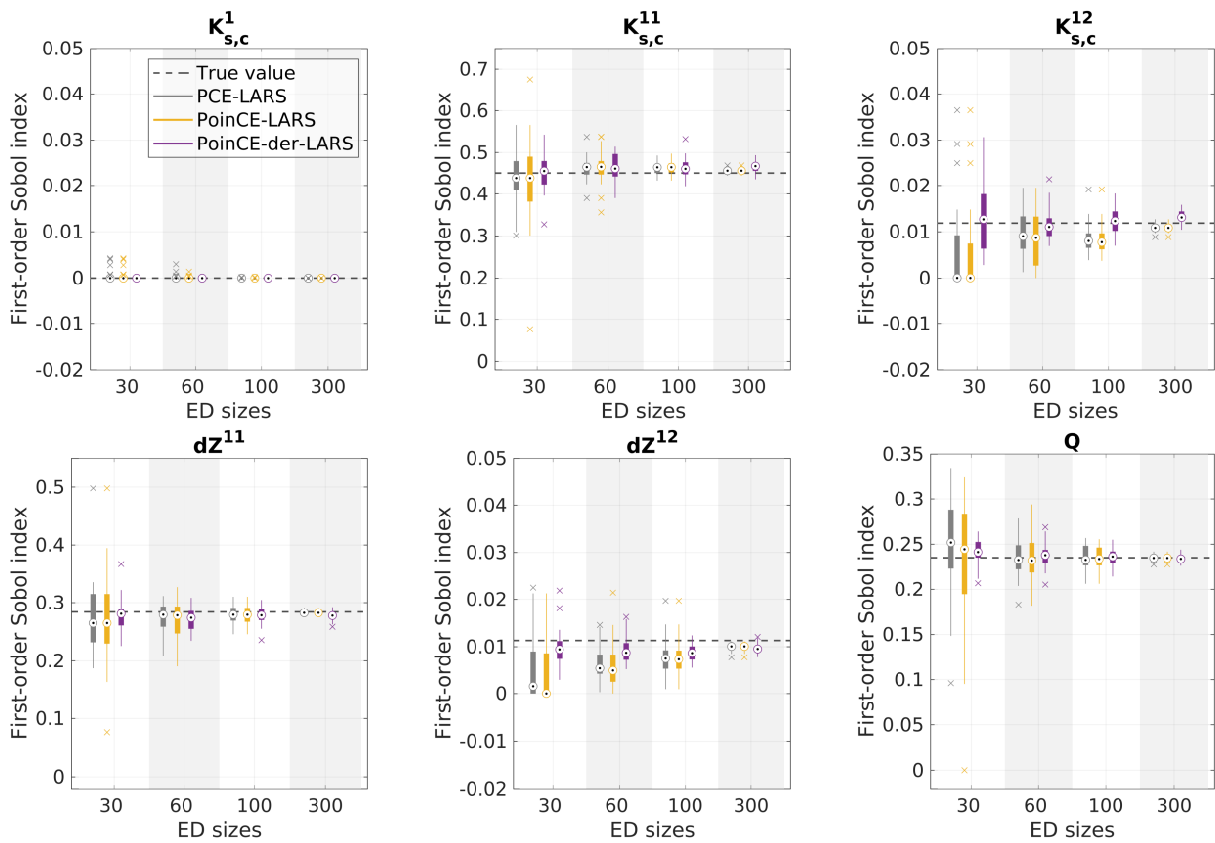 K^1_{s,c}
0.05
0.04
0.03
0.02
0.01
0
-0.01
-0.02
First-order Sobol index
True value
PCE-LARS
PoinCE-LARS
PoinCE-der-LARS
30 60 100 300
ED sizes
K^{11}_{s,c}
0.7
0.6
0.5
0.4
0.3
0.2
0.1
0
First-order Sobol index
30 60 100 300
ED sizes
K^{12}_{s,c}
0.05
0.04
0.03
0.02
0.01
0
-0.01
-0.02
First-order Sobol index
30 60 100 300
ED sizes
dZ^{11}
0.5
0.4
0.3
0.2
0.1
0
First-order Sobol index
30 60 100 300
ED sizes
dZ^{12}
0.05
0.04
0.03
0.02
0.01
0
-0.01
-0.02
First-order Sobol index
30 60 100 300
ED sizes
Q
0.35
0.3
0.25
0.2
0.15
0.1
0.05
0
First-order Sobol index
30 60 100 300
ED sizes